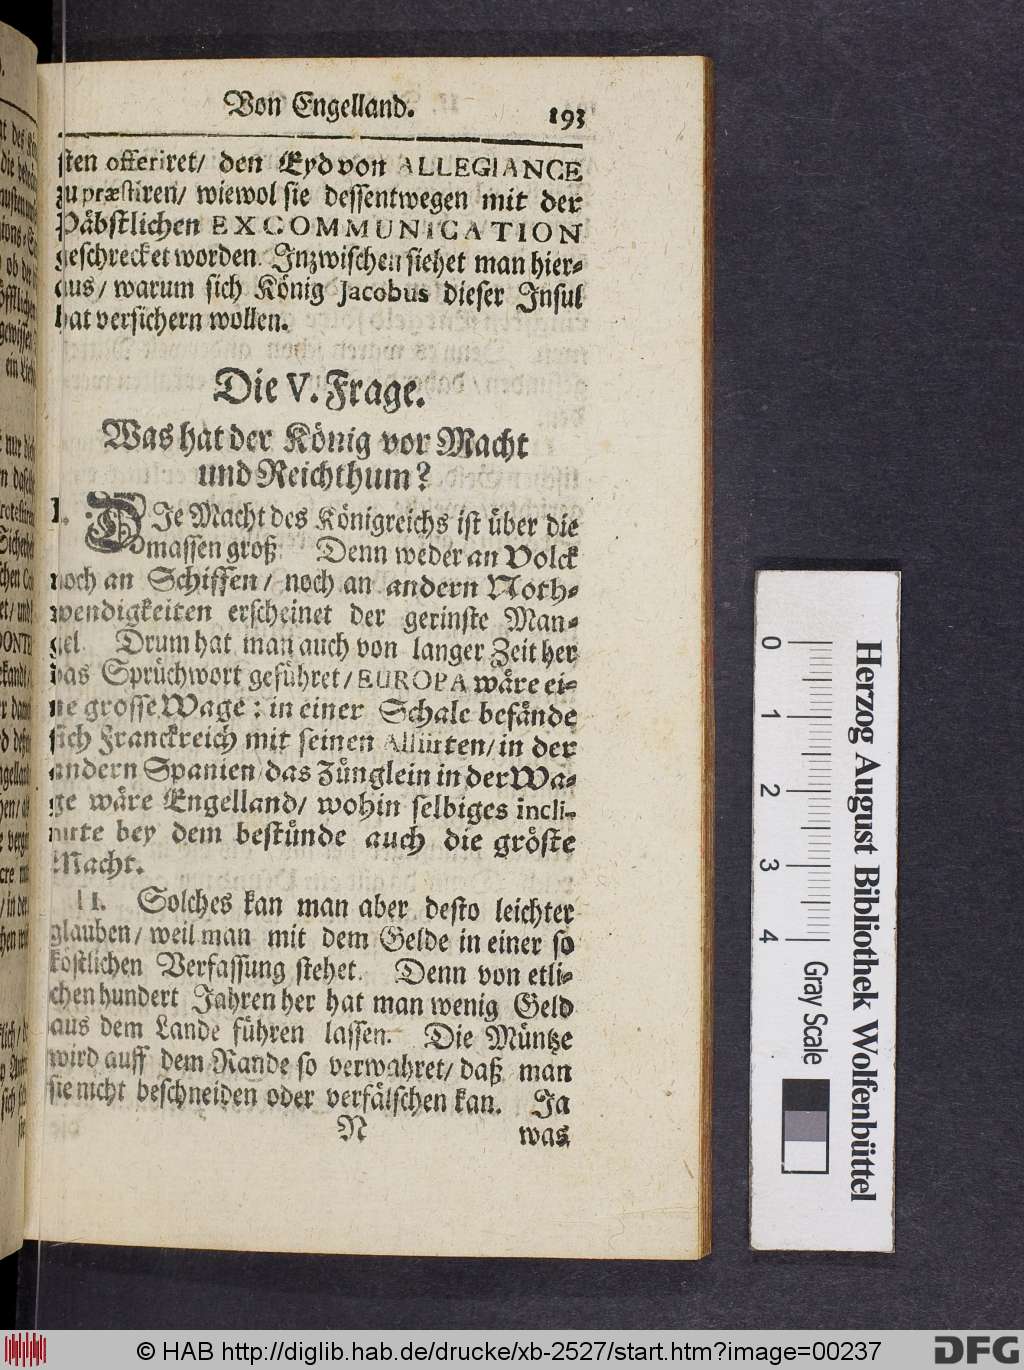 Von Engelland. 193
sten offeriret/ den Eyd von ALLEGIANCE
zu præstiren/ wiewol sie dessentwegen mit der
Päbstlichen EXCOMMUNICATION
geschrecket worden. Inzwischen siehet man hier-
aus/ warum sich König Jacobus dieser Insul
hat versichern wollen.
Die V. Frage.
Was hat der König vor Macht
und Reichthum?
I. DIe Macht des Königreichs ist über die
massen groß Denn weder an Volck
noch an Schiffen/ noch an andern Noth-
wendigkeiten erscheinet der gerinste Man-
gel. Drum hat man auch von langer Zeit her
das Sprüchwort geführet/ EUROPA wäre ei-
ne grosse Wage: in einer Schale befände
sich Franckreich mit seinen Alliirten/ in der
andern Spanien das Zünglein in der Wa-
ge wäre Engelland/ wohin selbiges incli-
nirte bey dem bestünde auch die gröste
Macht.
II. Solches kan man aber desto leichter
glauben/ weil man mit dem Gelde in einer so
köstlichen Verfassung stehet. Denn von etli-
chen hundert Jahren her hat man wenig Geld
aus dem Lande führen lassen. Die Müntze
wird auff dem Rande so verwahret/ daß man
sie nicht beschneiden oder verfälschen kan. Ja
N was
0 1 2 3 4 Gray Scale
Herzog August Bibliothek Wolfenbüttel
© HAB http://diglib.hab.de/drucke/xb-2527/start.htm?image=00237
DFG